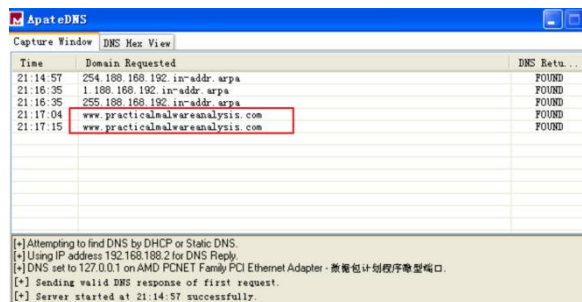 ApateDNS
Capture Window DNS Hex View
Time Domain Requested DNS Retu...
21:14:57 254.188.168.192.in-addr.arpa FOUND
21:16:35 1.188.168.192.in-addr.arpa FOUND
21:16:35 255.188.168.192.in-addr.arpa FOUND
21:17:04 www.practicalmalwareanalysis.com FOUND
21:17:15 www.practicalmalwareanalysis.com FOUND
[+] Attempting to find DNS by DHCP or Static DNS.
[+] Using IP address 192.168.188.2 for DNS Reply.
[+] DNS set to 127.0.0.1 on AMD PCNET Family PCI Ethernet Adapter - 数据包计划程序微型端口.
[+] Sending valid DNS response of first request.
[+] Server started at 21:14:57 successfully.